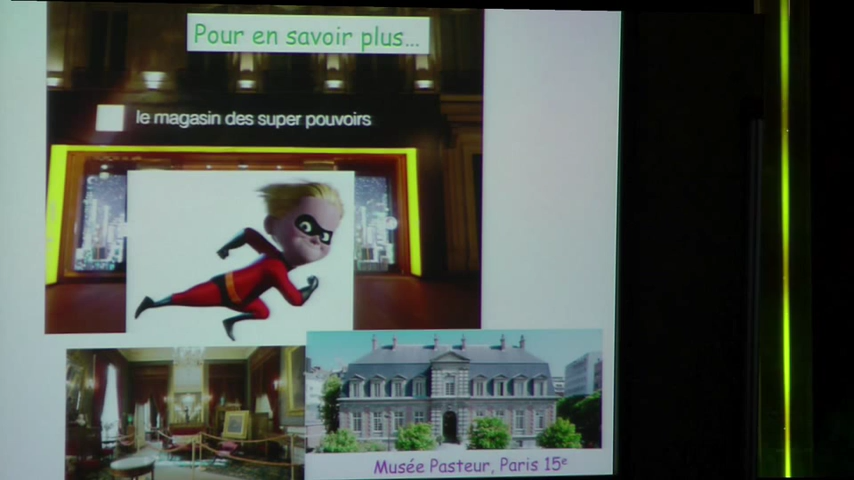 Pour en savoir plus...
le magasin des super pouvoirs
Musée Pasteur, Paris 15e